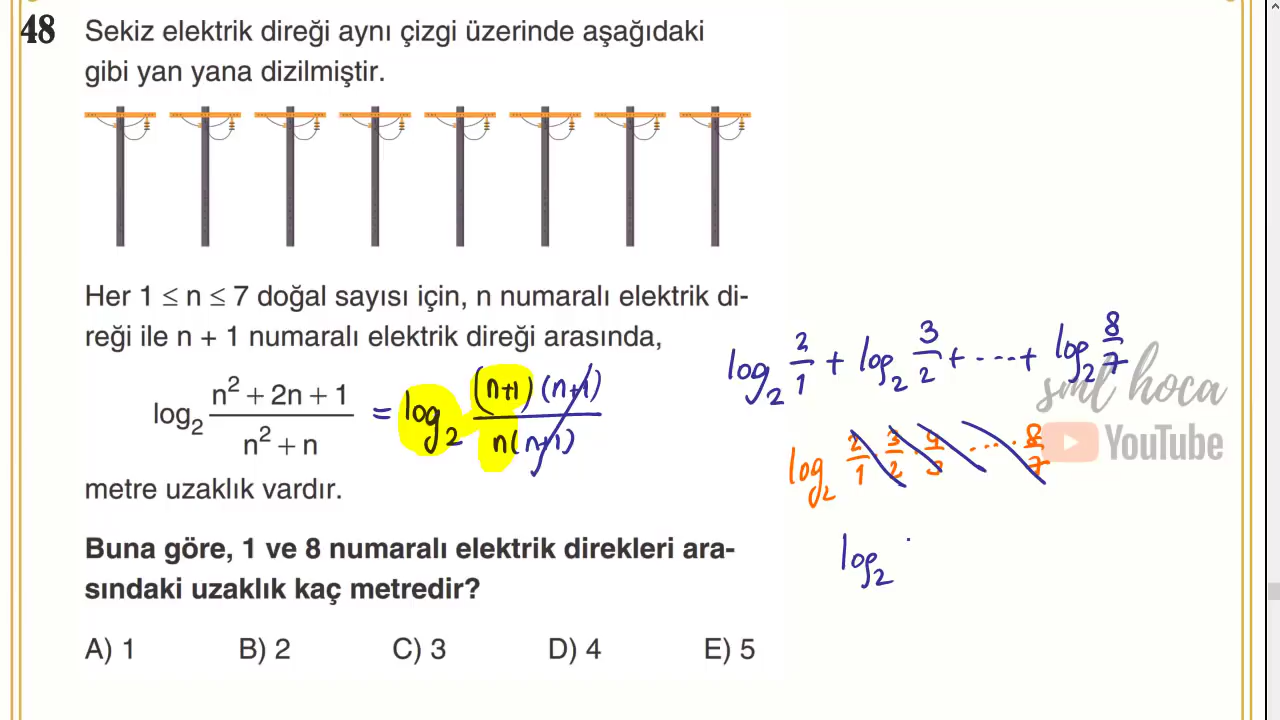 48 Sekiz elektrik direği aynı çizgi üzerinde aşağıdaki
gibi yan yana dizilmiştir.
Her 1 ≤ n ≤ 7 doğal sayısı için, n numaralı elektrik di-
reği ile n + 1 numaralı elektrik direği arasında,
log₂ (n² + 2n + 1)/(n² + n) = log₂ (n+1)(n+1)/n(n+1)
metre uzaklık vardır.
Buna göre, 1 ve 8 numaralı elektrik direkleri ara-
sındaki uzaklık kaç metredir?
A) 1 B) 2 C) 3 D) 4 E) 5
log₂ 2/1 + log₂ 3/2 + ....+ log₂ 8/7
smt hoca
YouTube
log₂ 2/1 · 3/2 · 4/3 · .... · 8/7
log₂